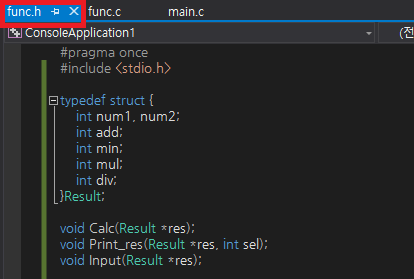 func.h func.c main.c
ConsoleApplication1 (전
#pragma once
#include <stdio.h>
typedef struct {
int num1, num2;
int add;
int min;
int mul;
int div;
}Result;
void Calc(Result *res);
void Print_res(Result *res, int sel);
void Input(Result *res);